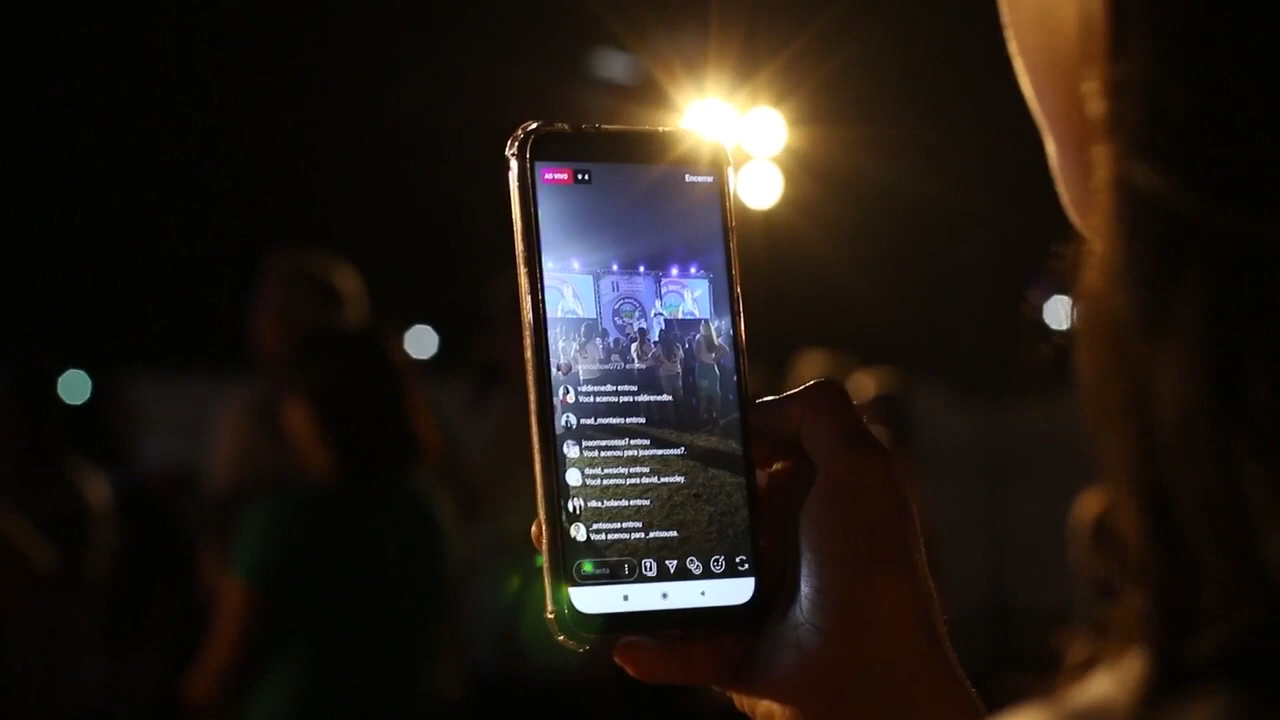 AO VIVO
4
Encerrar
valdirenedbv entrou
Você acenou para valdirenedbv.
mad_monteiro entrou
joaomarcosss7 entrou
Você acenou para joaomarcosss7.
david_wescley entrou
Você acenou para david_wescley.
vilka_holanda entrou
_antsousa entrou
Você acenou para _antsousa.